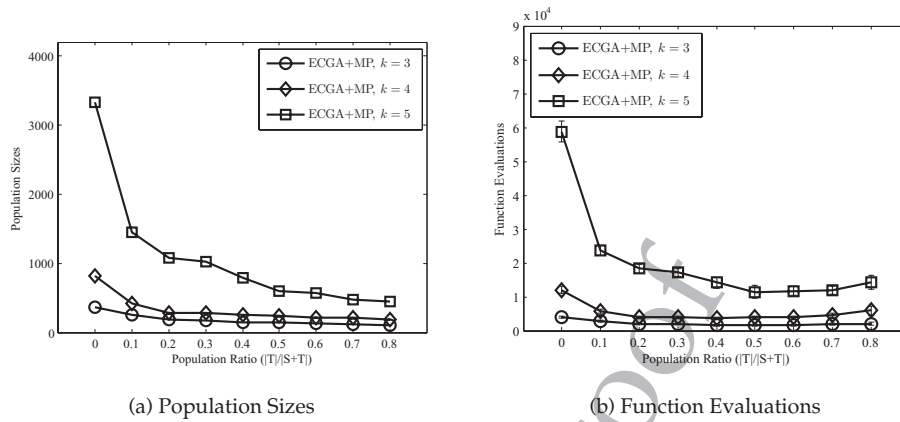 4000
3000
2000
1000
0
Population Sizes
ECGA+MP, k = 3
ECGA+MP, k = 4
ECGA+MP, k = 5
0 0.1 0.2 0.3 0.4 0.5 0.6 0.7 0.8
Population Ratio (|T|/|S+T|)
(a) Population Sizes
x 10⁴
9
8
7
6
5
4
3
2
1
0
Function Evaluations
ECGA+MP, k = 3
ECGA+MP, k = 4
ECGA+MP, k = 5
0 0.1 0.2 0.3 0.4 0.5 0.6 0.7 0.8
Population Ratio (|T|/|S+T|)
(b) Function Evaluations